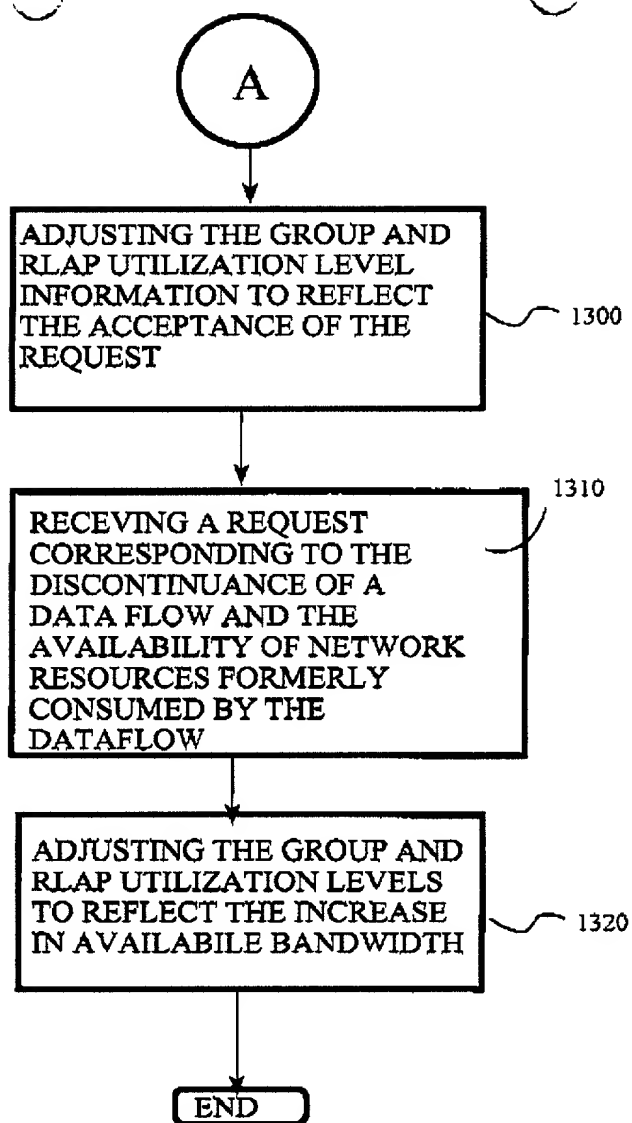 A
ADJUSTING THE GROUP AND
RLAP UTILIZATION LEVEL
INFORMATION TO REFLECT
THE ACCEPTANCE OF THE
REQUEST
1300
1310
RECEVING A REQUEST
CORRESPONDING TO THE
DISCONTINUANCE OF A
DATA FLOW AND THE
AVAILABILITY OF NETWORK
RESOURCES FORMERLY
CONSUMED BY THE
DATAFLOW
ADJUSTING THE GROUP AND
RLAP UTILIZATION LEVELS
TO REFLECT THE INCREASE
IN AVAILABILE BANDWIDTH
1320
END